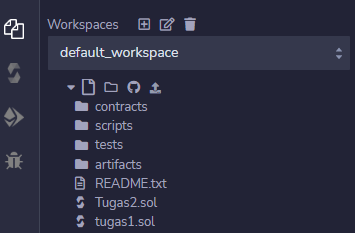 Workspaces
default_workspace
contracts
scripts
tests
artifacts
README.txt
Tugas2.sol
tugas1.sol